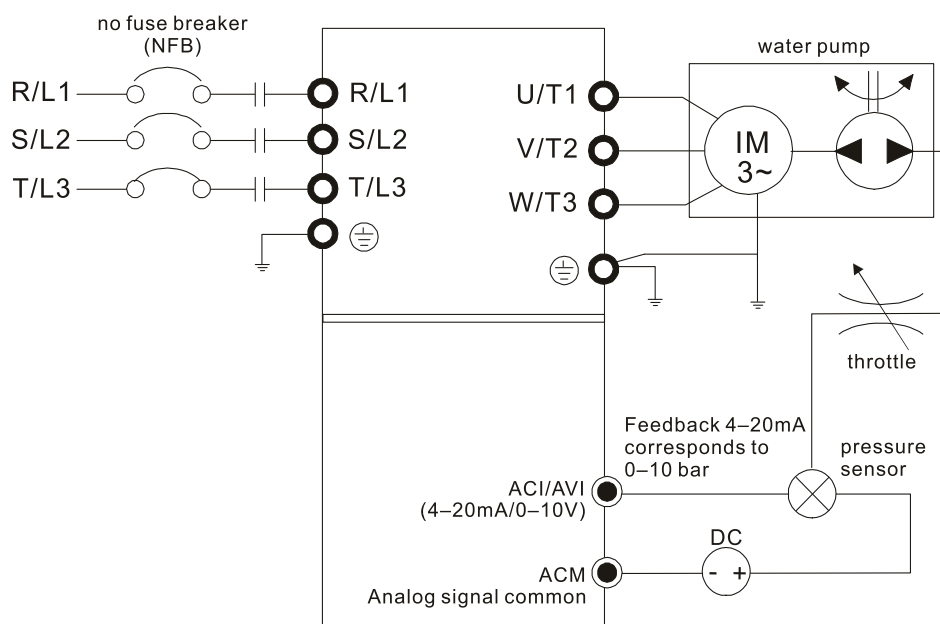 no fuse breaker
(NFB)
water pump
R/L1
R/L1
U/T1
S/L2
S/L2
V/T2
IM
3~
T/L3
T/L3
W/T3
throttle
Feedback 4–20mA
corresponds to
0–10 bar
pressure
sensor
ACI/AVI
(4–20mA/0–10V)
DC
- +
ACM
Analog signal common